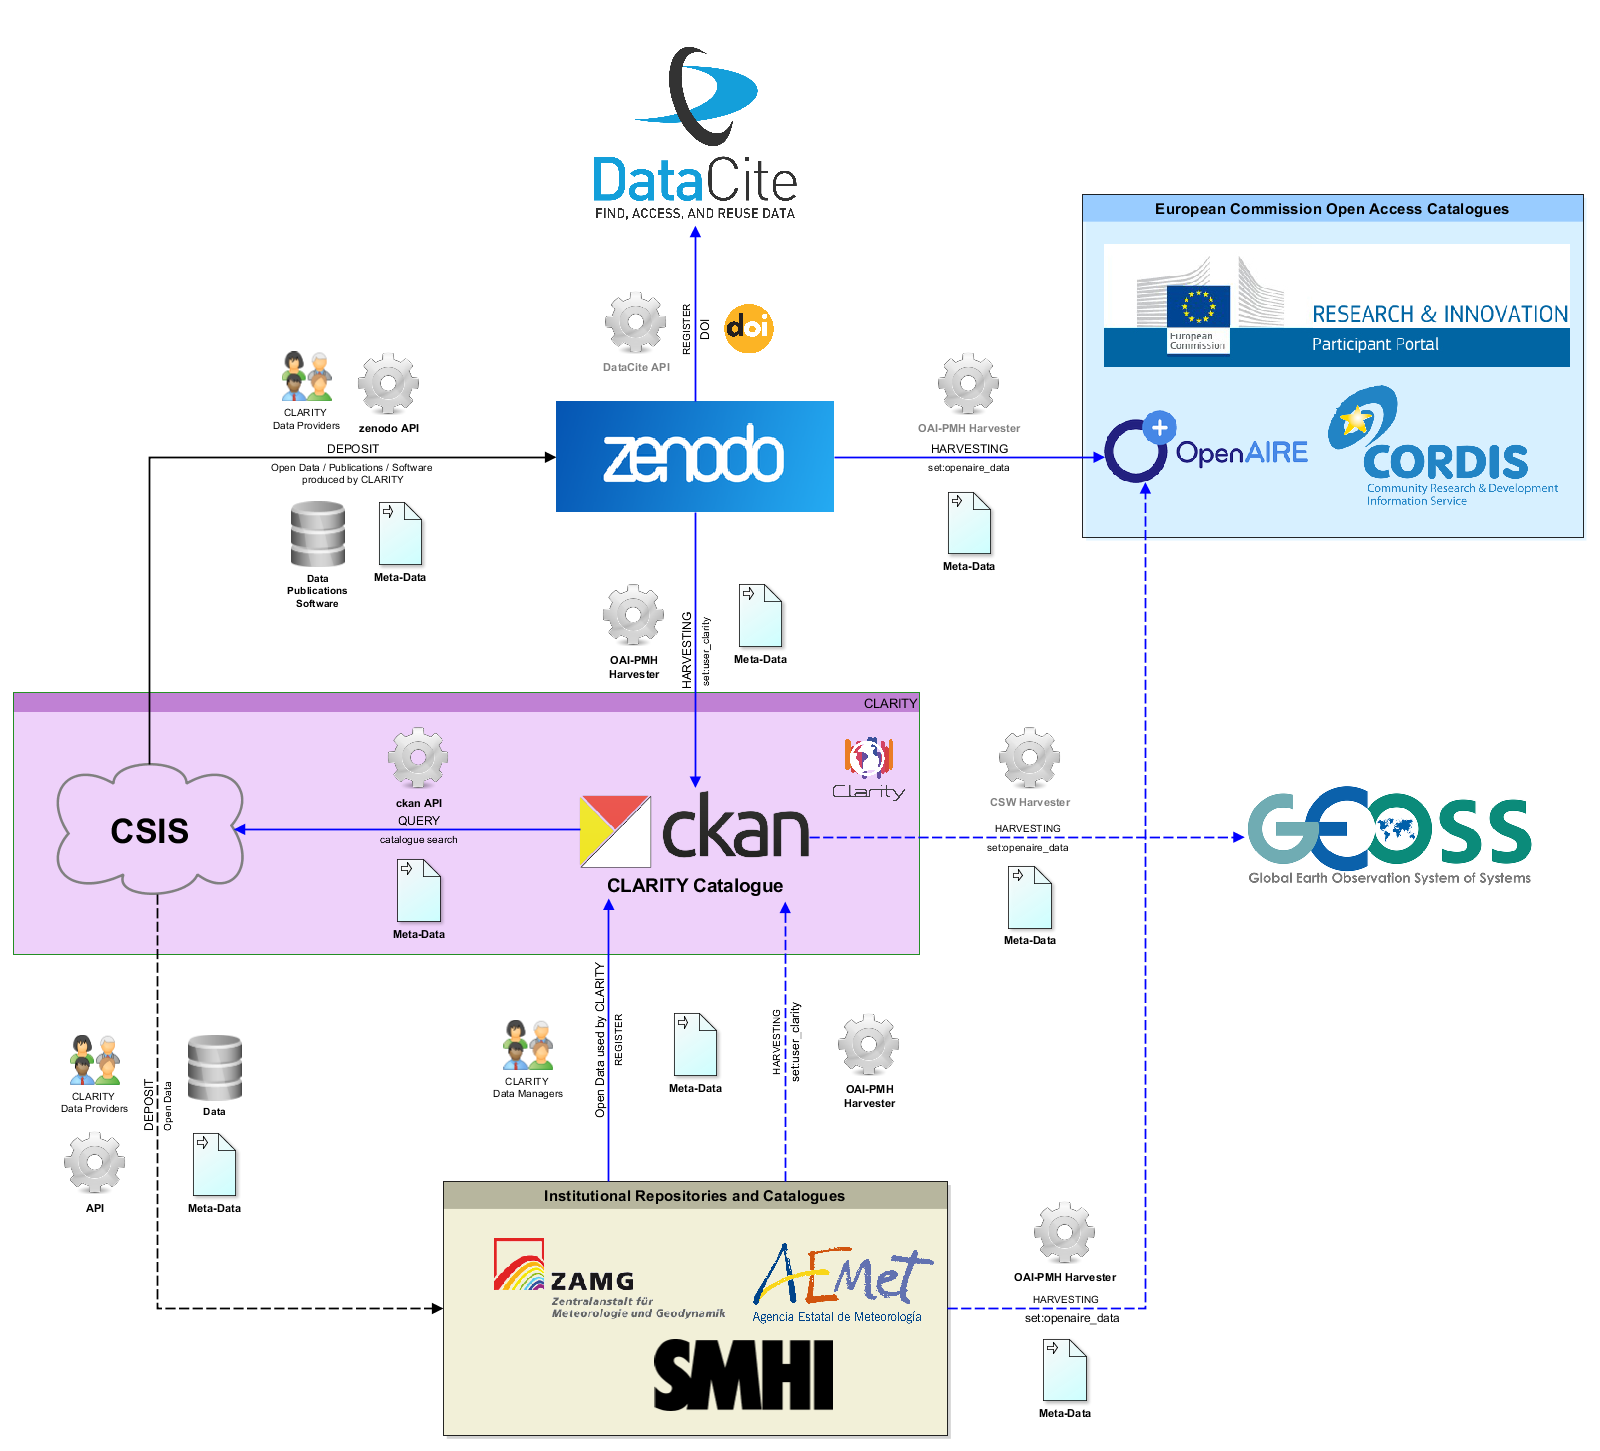 DataCite
FIND, ACCESS, AND REUSE DATA
European Commission Open Access Catalogues
European
Commission
RESEARCH & INNOVATION
Participant Portal
OpenAIRE
CORDIS
Community Research & Development
Information Service
DataCite API
REGISTER
DOI
doi
CLARITY
Data Providers
zenodo API
DEPOSIT
Open Data / Publications / Software
produced by CLARITY
Data
Publications
Software
Meta-Data
zenodo
OAI-PMH Harvester
HARVESTING
set:openaire_data
Meta-Data
OAI-PMH
Harvester
HARVESTING
set:user_clarity
Meta-Data
CLARITY
Clarity
CSIS
ckan API
QUERY
catalogue search
Meta-Data
ckan
CLARITY Catalogue
CSW Harvester
HARVESTING
set:openaire_data
Meta-Data
GEOSS
Global Earth Observation System of Systems
CLARITY
Data Providers
API
DEPOSIT
Open Data
Data
Meta-Data
CLARITY
Data Managers
Open Data used by CLARITY
REGISTER
Meta-Data
HARVESTING
set:user_clarity
OAI-PMH
Harvester
Institutional Repositories and Catalogues
ZAMG
Zentralanstalt für
Meteorologie und Geodynamik
AEMet
Agencia Estatal de Meteorología
SMHI
OAI-PMH Harvester
HARVESTING
set:openaire_data
Meta-Data